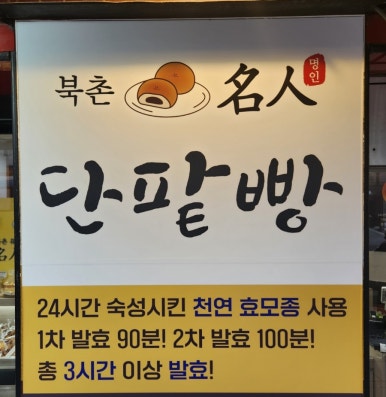 북촌 名人 명인
단팥빵
24시간 숙성시킨 천연 효모종 사용
1차 발효 90분! 2차 발효 100분!
총 3시간 이상 발효!
名人